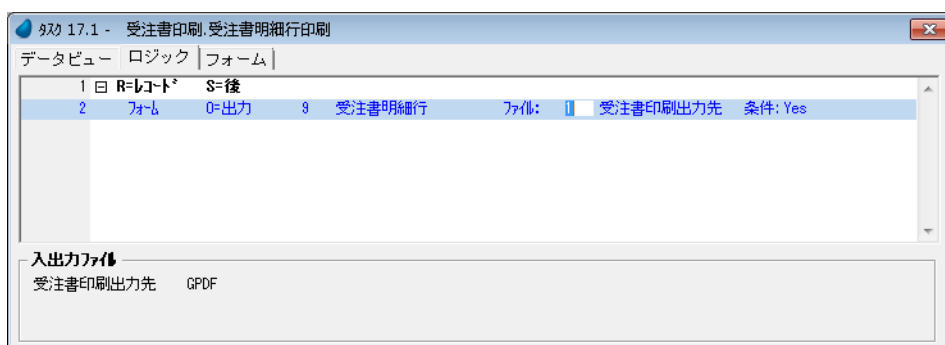 ﾀｽｸ 17.1 - 受注書印刷.受注書明細行印刷
データビュー ロジック フォーム
1 R=ﾚｺｰﾄﾞ S=後
2 ﾌｫｰﾑ O=出力 9 受注書明細行 ﾌｧｲﾙ: 1 受注書印刷出力先 条件: Yes
入出力ﾌｧｲﾙ
受注書印刷出力先 GPDF